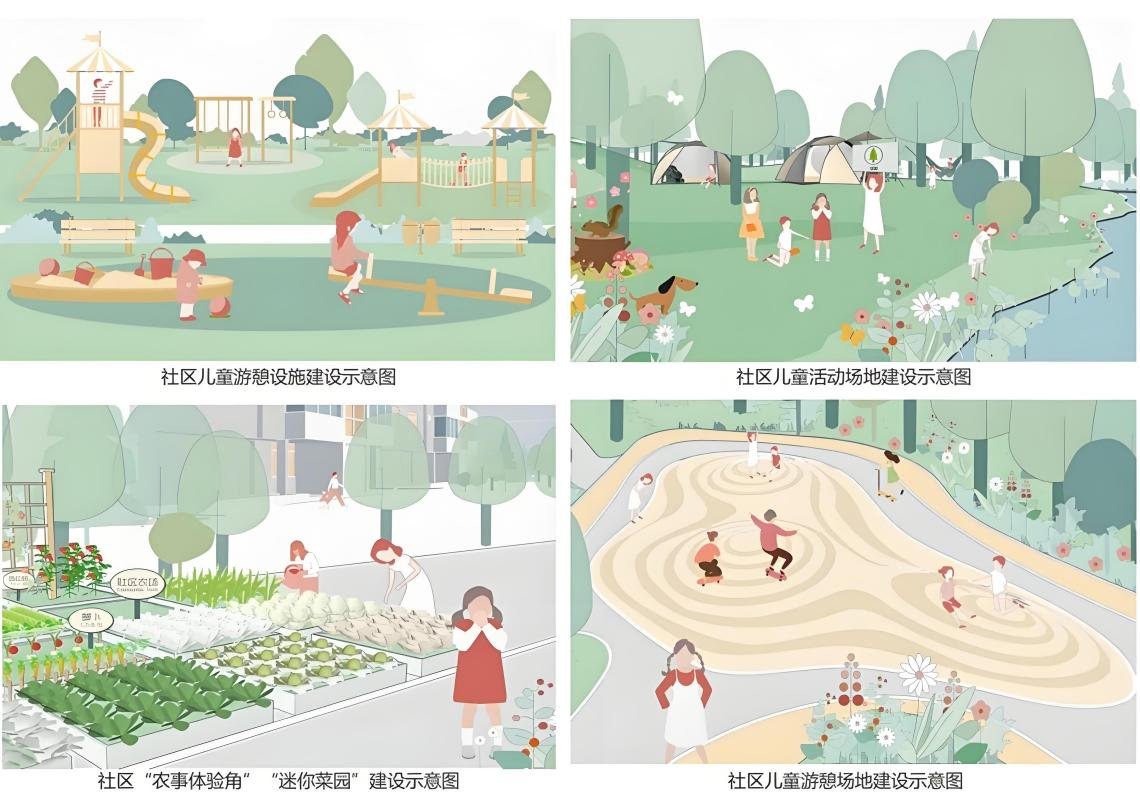 社区儿童游憩设施建设示意图
社区儿童活动场地建设示意图
社区农场
萝卜
社区“农事体验角“ “迷你菜园”建设示意图
社区儿童游憩场地建设示意图